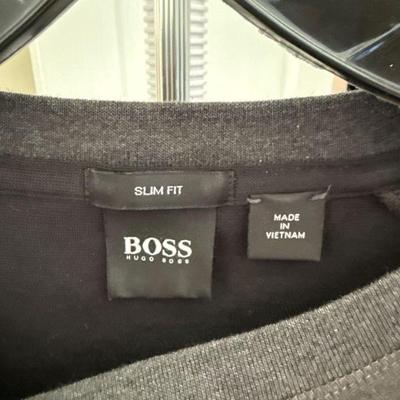 SLIM FIT
BOSS
HUGO BOSS
MADE IN
VIETNAM